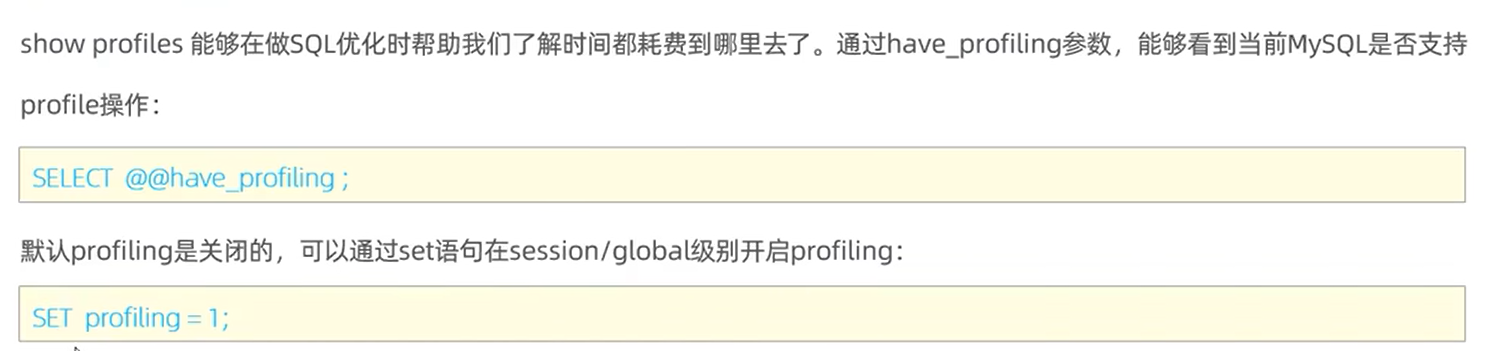 show profiles 能够在做SQL优化时帮助我们了解时间都耗费到哪里去了。通过have_profiling参数，能够看到当前MySQL是否支持
profile操作：
SELECT @@have_profiling ;
默认profiling是关闭的，可以通过set语句在session/global级别开启profiling：
SET profiling = 1;